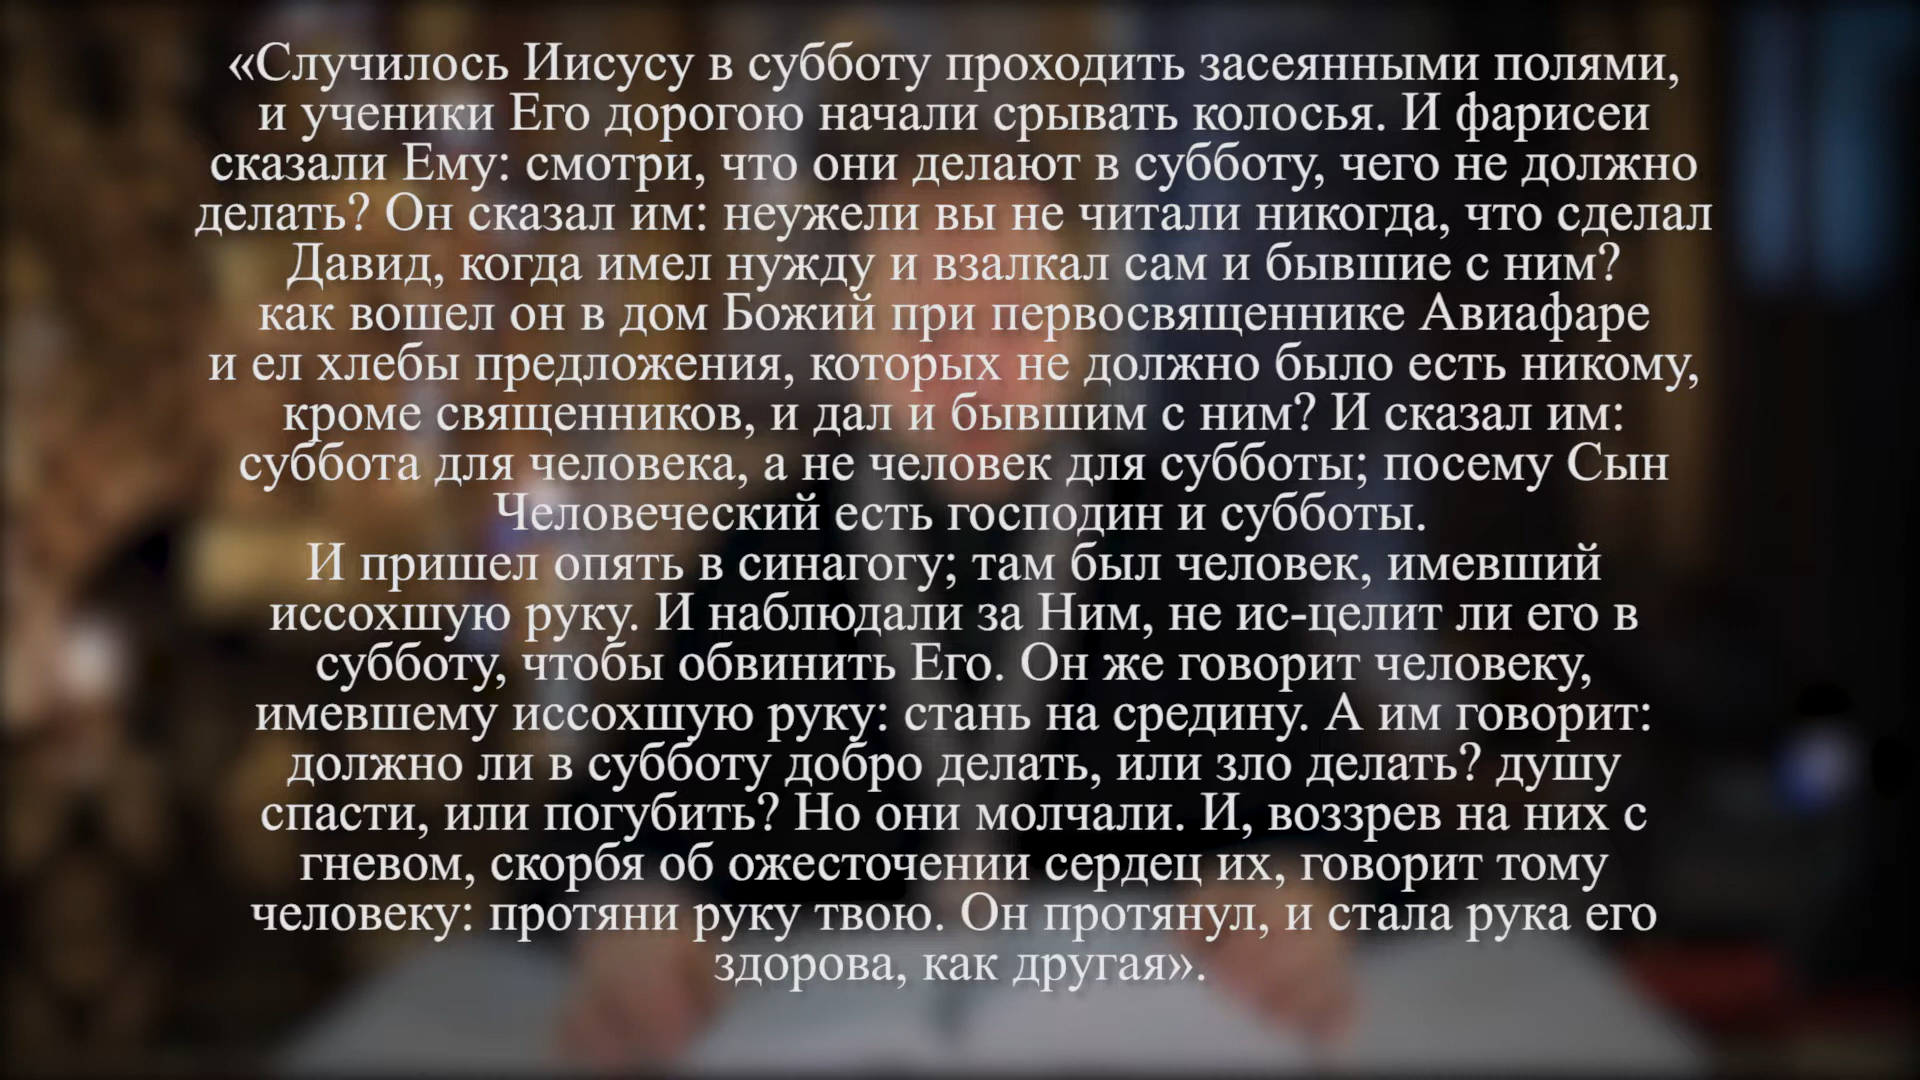 «Случилось Иисусу в субботу проходить засеянными полями,
и ученики Его дорогою начали срывать колосья. И фарисеи
сказали Ему: смотри, что они делают в субботу, чего не должно
делать? Он сказал им: неужели вы не читали никогда, что сделал
Давид, когда имел нужду и взалкал сам и бывшие с ним?
как вошел он в дом Божий при первосвященнике Авиафаре
и ел хлебы предложения, которых не должно было есть никому,
кроме священников, и дал и бывшим с ним? И сказал им:
суббота для человека, а не человек для субботы; посему Сын
Человеческий есть господин и субботы.
И пришел опять в синагогу; там был человек, имевший
иссохшую руку. И наблюдали за Ним, не ис-целит ли его в
субботу, чтобы обвинить Его. Он же говорит человеку,
имевшему иссохшую руку: стань на средину. А им говорит:
должно ли в субботу добро делать, или зло делать? душу
спасти, или погубить? Но они молчали. И, воззрев на них с
гневом, скорбя об ожесточении сердец их, говорит тому
человеку: протяни руку твою. Он протянул, и стала рука его
здорова, как другая».